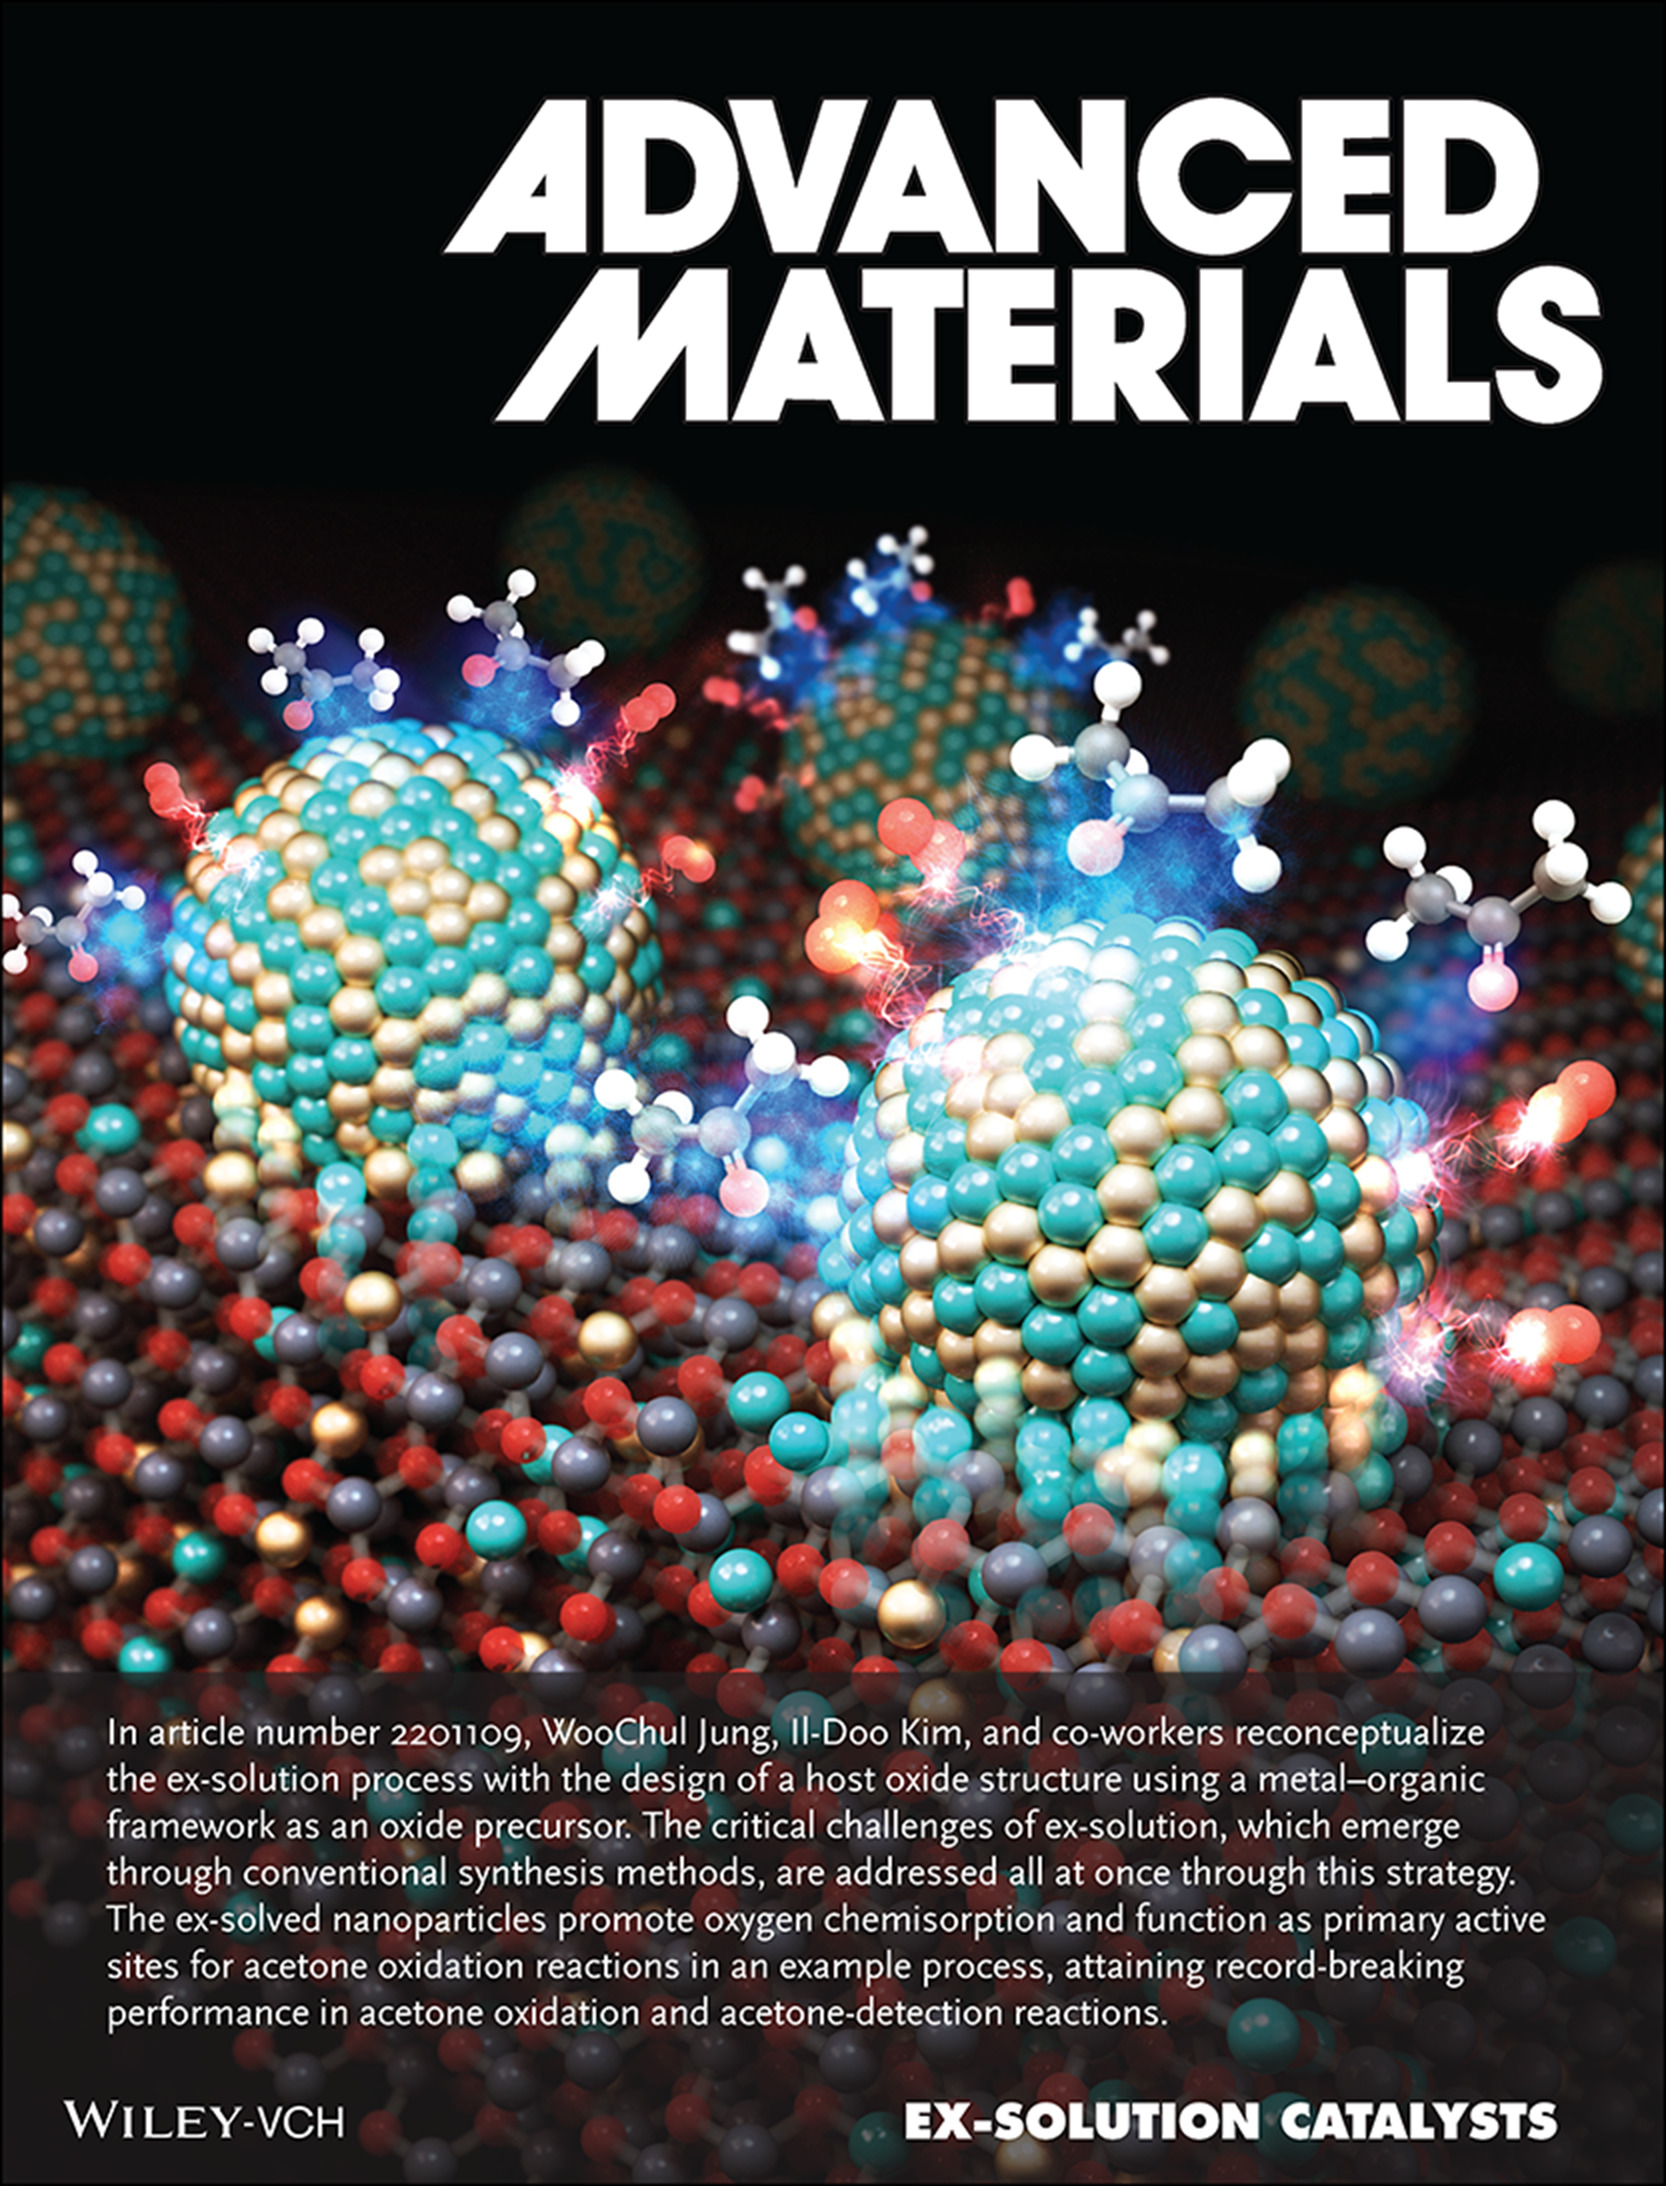 ADVANCED
MATERIALS
In article number 2201109, WooChul Jung, Il-Doo Kim, and co-workers reconceptualize
the ex-solution process with the design of a host oxide structure using a metal–organic
framework as an oxide precursor. The critical challenges of ex-solution, which emerge
through conventional synthesis methods, are addressed all at once through this strategy.
The ex-solved nanoparticles promote oxygen chemisorption and function as primary active
sites for acetone oxidation reactions in an example process, attaining record-breaking
performance in acetone oxidation and acetone-detection reactions.
WILEY-VCH
EX-SOLUTION CATALYSTS